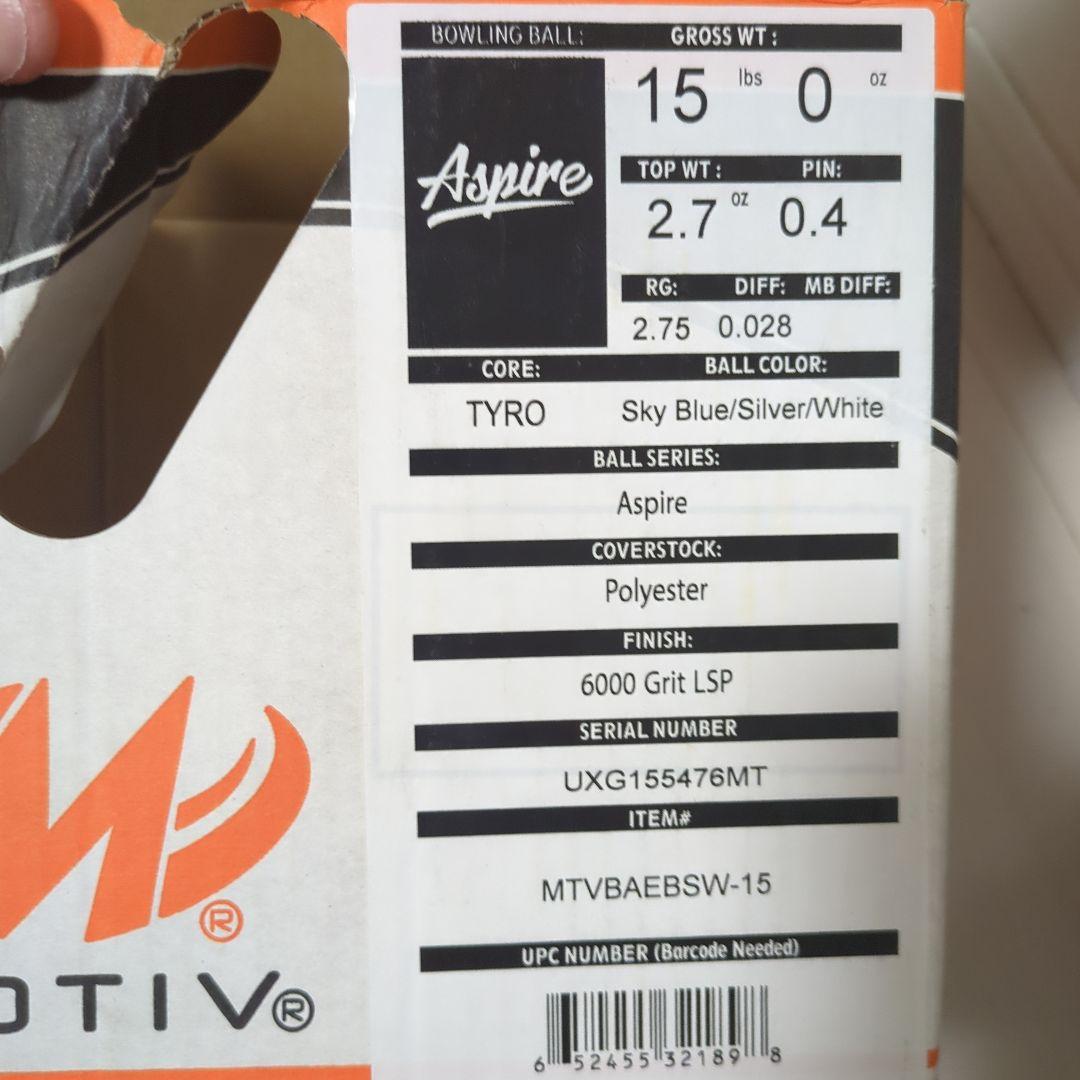 BOWLING BALL: GROSS WT :
Aspire
15 lbs 0 oz
TOP WT : PIN:
2.7 oz 0.4
RG: DIFF: MB DIFF:
2.75 0.028
CORE: BALL COLOR:
TYRO Sky Blue/Silver/White
BALL SERIES:
Aspire
COVERSTOCK:
Polyester
FINISH:
6000 Grit LSP
SERIAL NUMBER
UXG155476MT
ITEM#
MTVBAEBSW-15
UPC NUMBER (Barcode Needed)
6 52455 32189 8
®
OTIV®